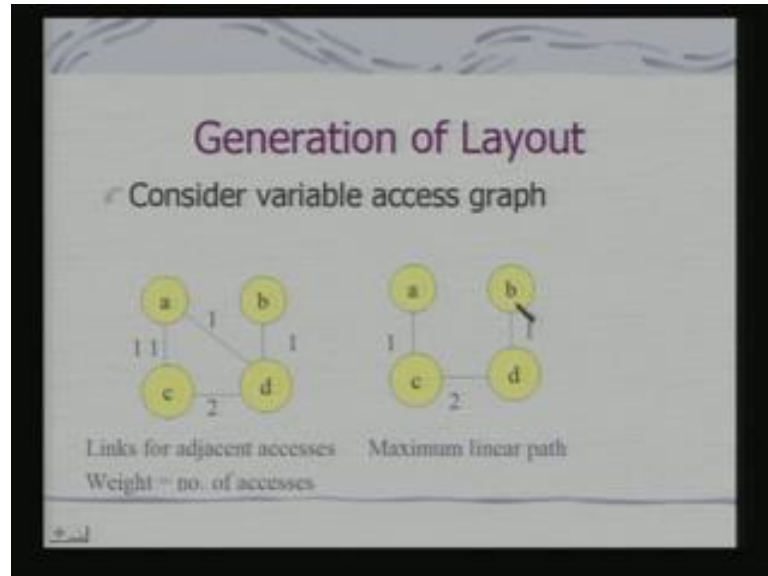 Generation of Layout
Consider variable access graph
a b a b
1
1 1 1 1 1
c d c d
2 2
Links for adjacent accesses Maximum linear path
Weight = no. of accesses